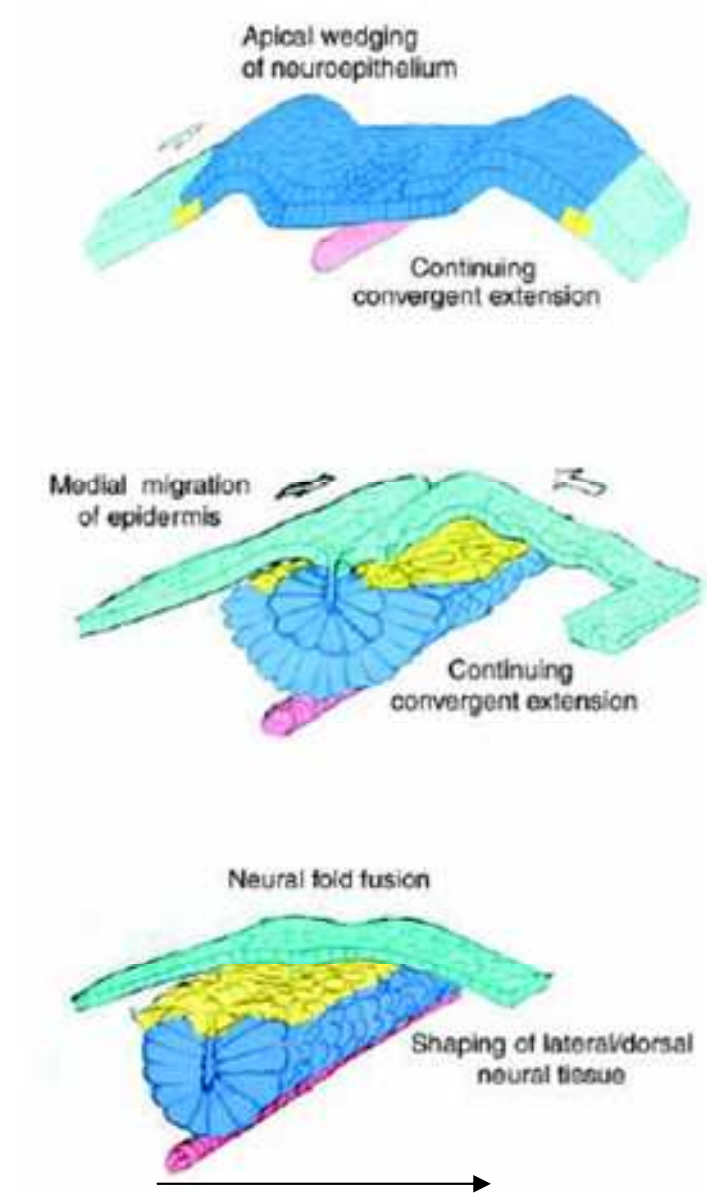 Apical wedging
of neuroepithelium
Continuing
convergent extension
Medial migration
of epidermis
Continuing
convergent extension
Neural fold fusion
Shaping of lateral/dorsal
neural tissue